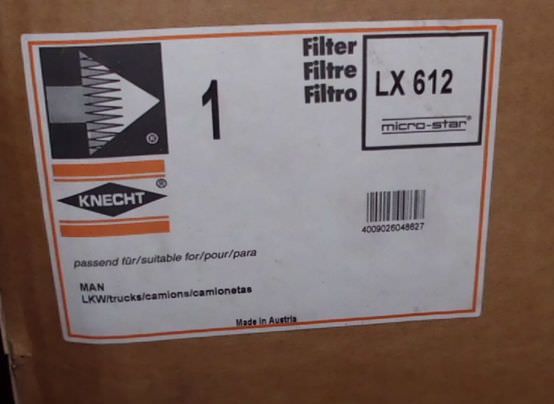 Filter
Filtre
Filtro
LX 612
micro-star®
1
®
KNECHT®
4009026048627
passend für/suitable for/pour/para
MAN
LKW/trucks/camions/camionetas
Made in Austria